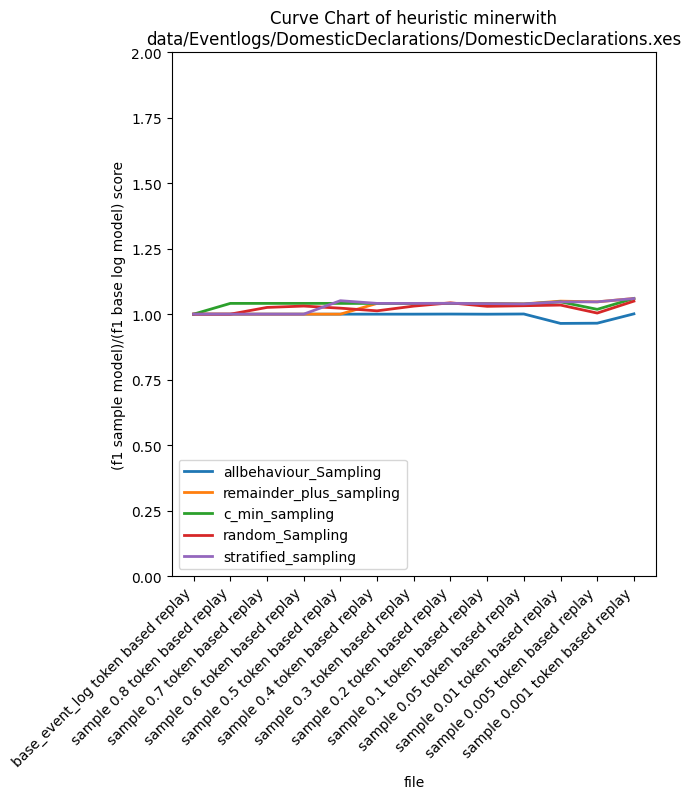 Curve Chart of heuristic minerwith
data/Eventlogs/DomesticDeclarations/DomesticDeclarations.xes
(f1 sample model)/(f1 base log model) score
2.00
1.75
1.50
1.25
1.00
0.75
0.50
0.25
0.00
allbehaviour_Sampling
remainder_plus_sampling
c_min_sampling
random_Sampling
stratified_sampling
base_event_log token based replay
sample 0.8 token based replay
sample 0.7 token based replay
sample 0.6 token based replay
sample 0.5 token based replay
sample 0.4 token based replay
sample 0.3 token based replay
sample 0.2 token based replay
sample 0.1 token based replay
sample 0.05 token based replay
sample 0.01 token based replay
sample 0.005 token based replay
sample 0.001 token based replay
file